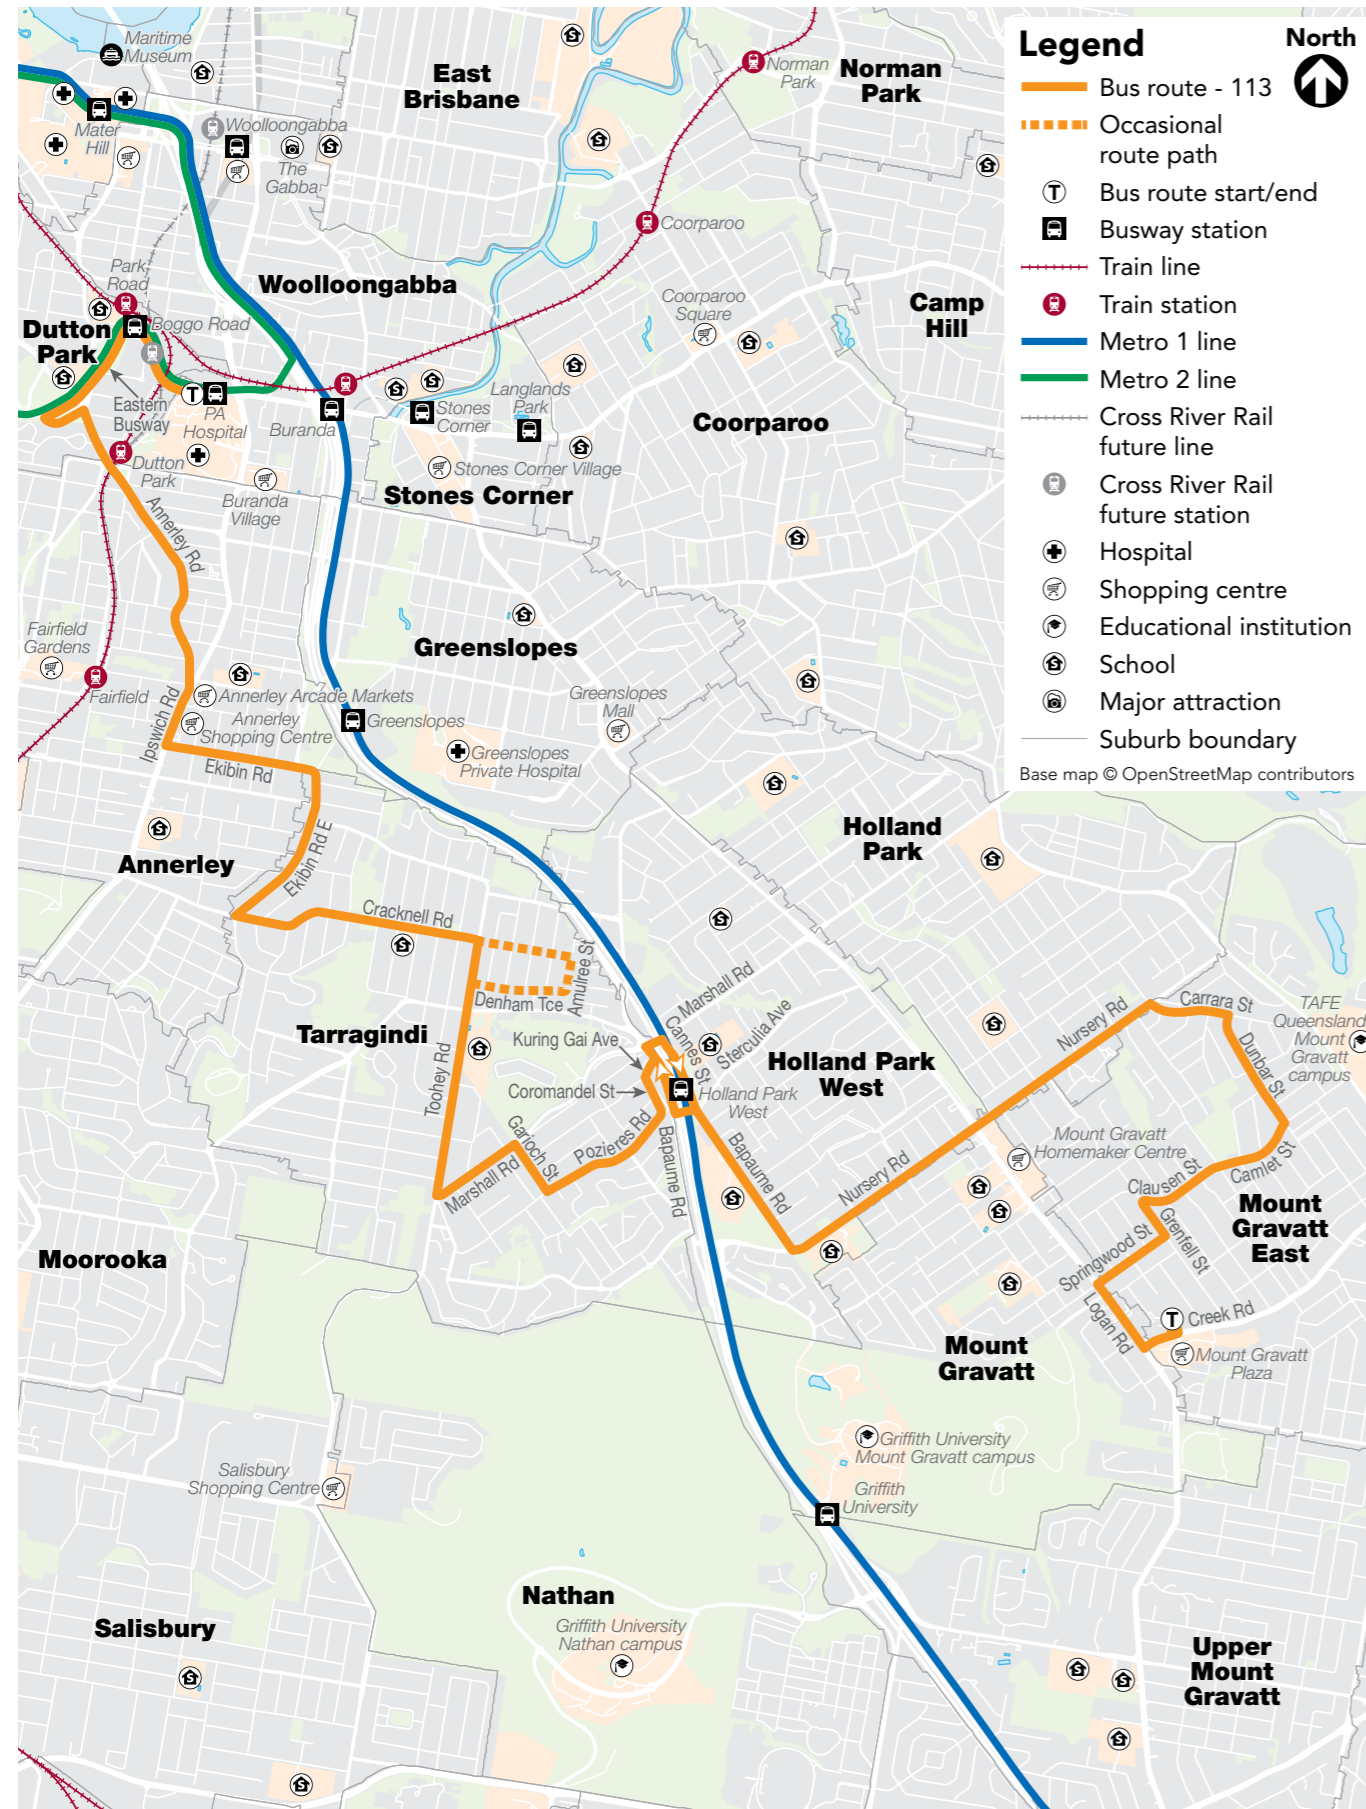 Maritime
Museum
Mater
Hill
Woolloongabba
The
Gabba
East
Brisbane
Norman
Park
Norman
Park
Coorparoo
Park
Road
Woolloongabba
Dutton
Park
Boggo Road
Eastern
Busway
PA
Hospital
Buranda
Dutton
Park
Buranda
Village
Stones
Corner
Langlands
Park
Stones Corner Village
Stones Corner
Coorparoo
Square
Camp
Hill
Coorparoo
Annerley Rd
Fairfield
Gardens
Fairfield
Ipswich Rd
Annerley Arcade Markets
Annerley
Shopping Centre
Ekibin Rd
Greenslopes
Greenslopes
Greenslopes
Private Hospital
Greenslopes
Mall
Annerley
Ekibin Rd E
Cracknell Rd
Holland
Park
Amulree St
Denham Tce
Tarragindi
Toohey Rd
Kuring Gai Ave
Coromandel St
Marshall Rd
Cannes St
Sterculia Ave
Holland Park
West
Holland Park
West
Garioch St
Marshall Rd
Pozieres Rd
Bapaume Rd
Bapaume Rd
Nursery Rd
Nursery Rd
Carrara St
TAFE
Queensland
Mount
Gravatt
campus
Dunbar St
Mount Gravatt
Homemaker Centre
Camlet St
Clausen St
Grenfell St
Springwood St
Logan Rd
Mount
Gravatt
East
Creek Rd
Mount Gravatt
Plaza
Moorooka
Mount
Gravatt
Griffith University
Mount Gravatt campus
Griffith
University
Salisbury
Shopping Centre
Nathan
Griffith University
Nathan campus
Salisbury
Upper
Mount
Gravatt
Legend
North
Bus route - 113
Occasional
route path
T
Bus route start/end
Busway station
Train line
Train station
Metro 1 line
Metro 2 line
Cross River Rail
future line
Cross River Rail
future station
Hospital
Shopping centre
Educational institution
School
Major attraction
Suburb boundary
Base map © OpenStreetMap contributors
T
T